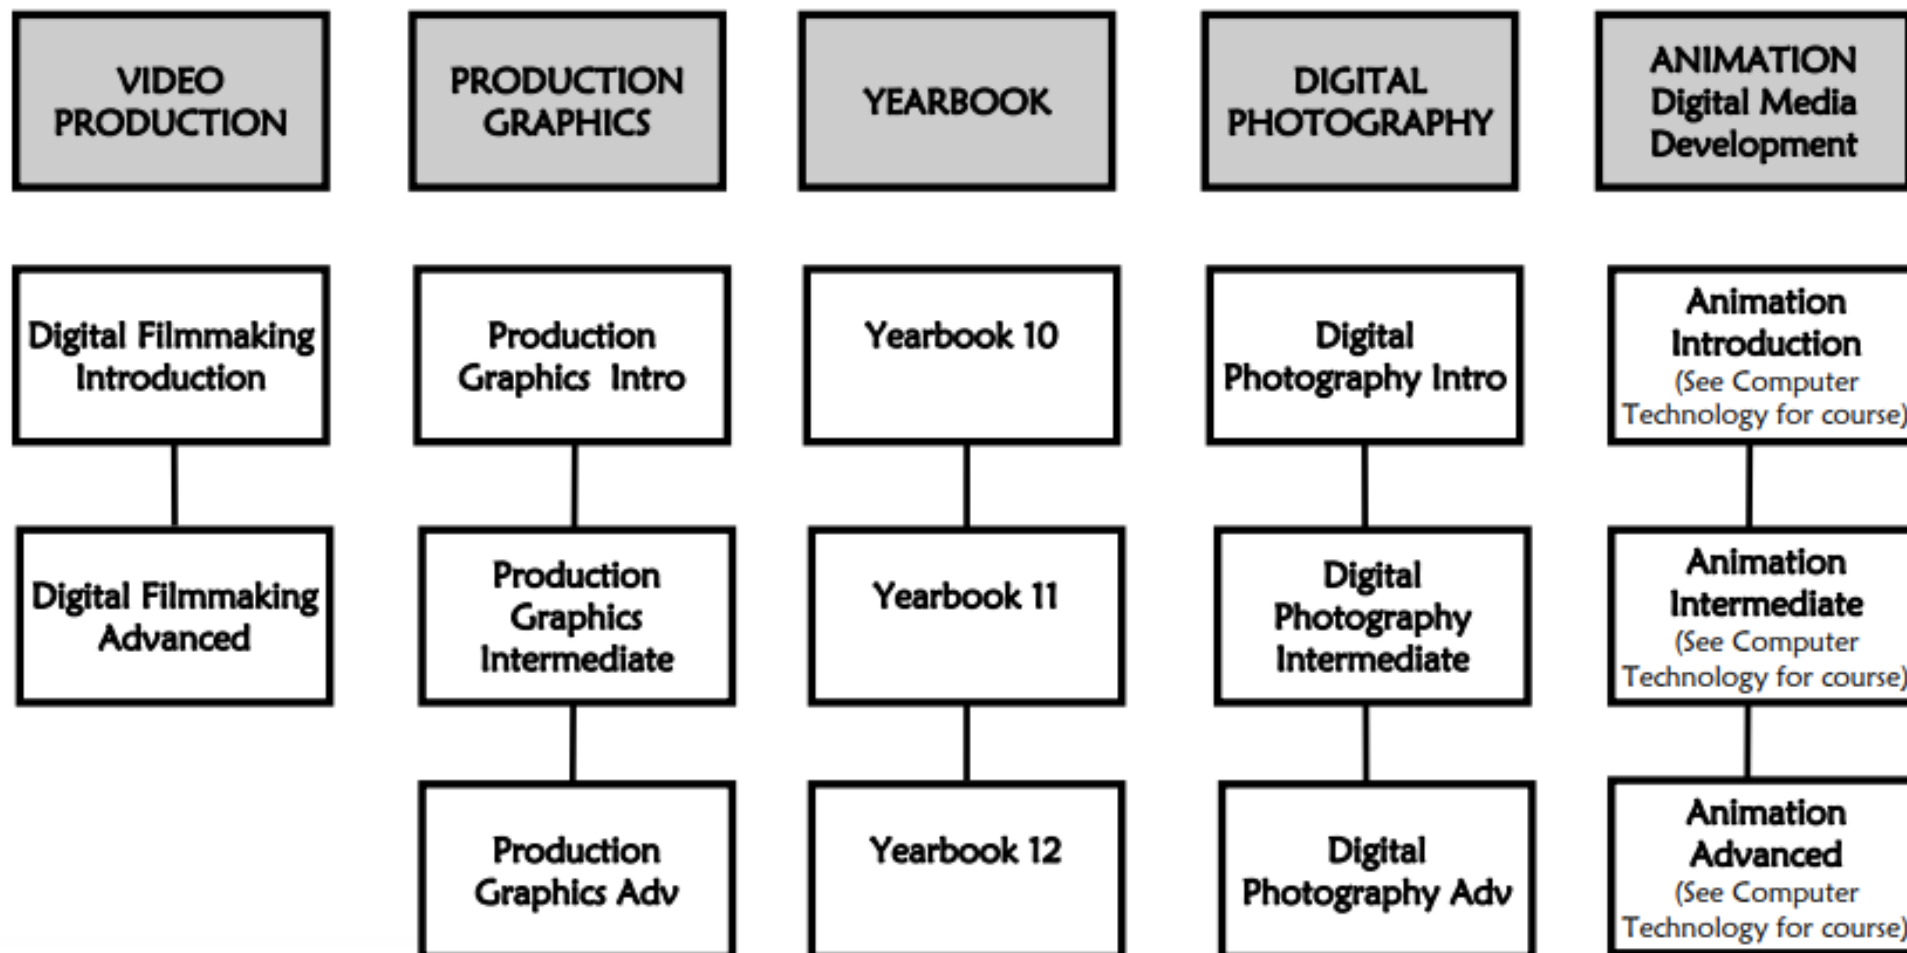 VIDEO
PRODUCTION
PRODUCTION
GRAPHICS
YEARBOOK
DIGITAL
PHOTOGRAPHY
ANIMATION
Digital Media
Development
Digital Filmmaking
Introduction
Production
Graphics Intro
Yearbook 10
Digital
Photography Intro
Animation
Introduction
(See Computer
Technology for course)
Digital Filmmaking
Advanced
Production
Graphics
Intermediate
Yearbook 11
Digital
Photography
Intermediate
Animation
Intermediate
(See Computer
Technology for course)
Production
Graphics Adv
Yearbook 12
Digital
Photography Adv
Animation
Advanced
(See Computer
Technology for course)